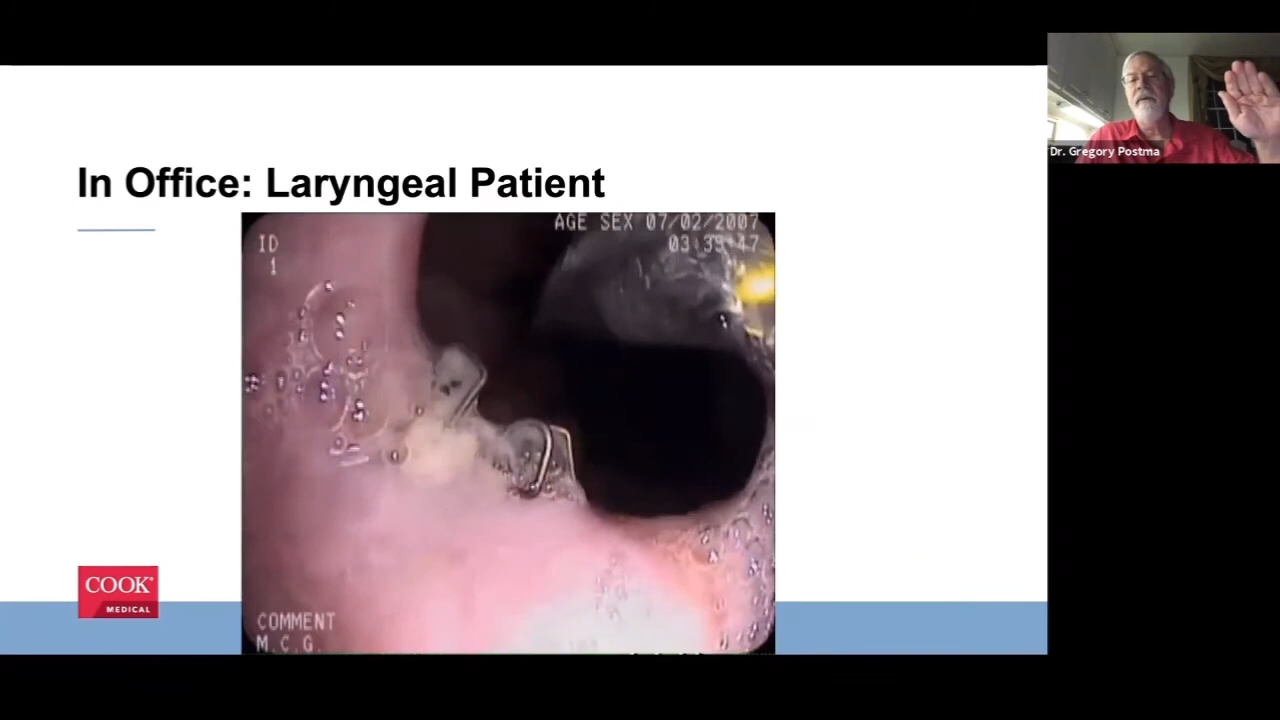 In Office: Laryngeal Patient
AGE SEX 07/02/2007
03:39:47
ID
1
COMMENT
M.C.G.
COOK®
MEDICAL
Dr. Gregory Postma